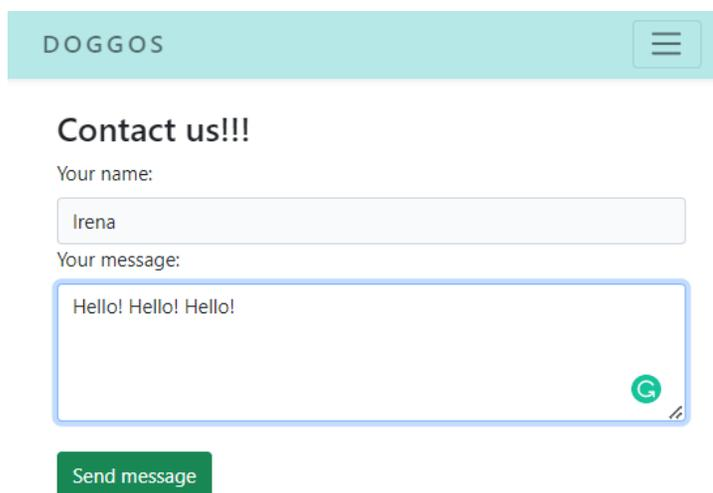 DOGGOS
Contact us!!!
Your name:
Irena
Your message:
Hello! Hello! Hello!
Send message